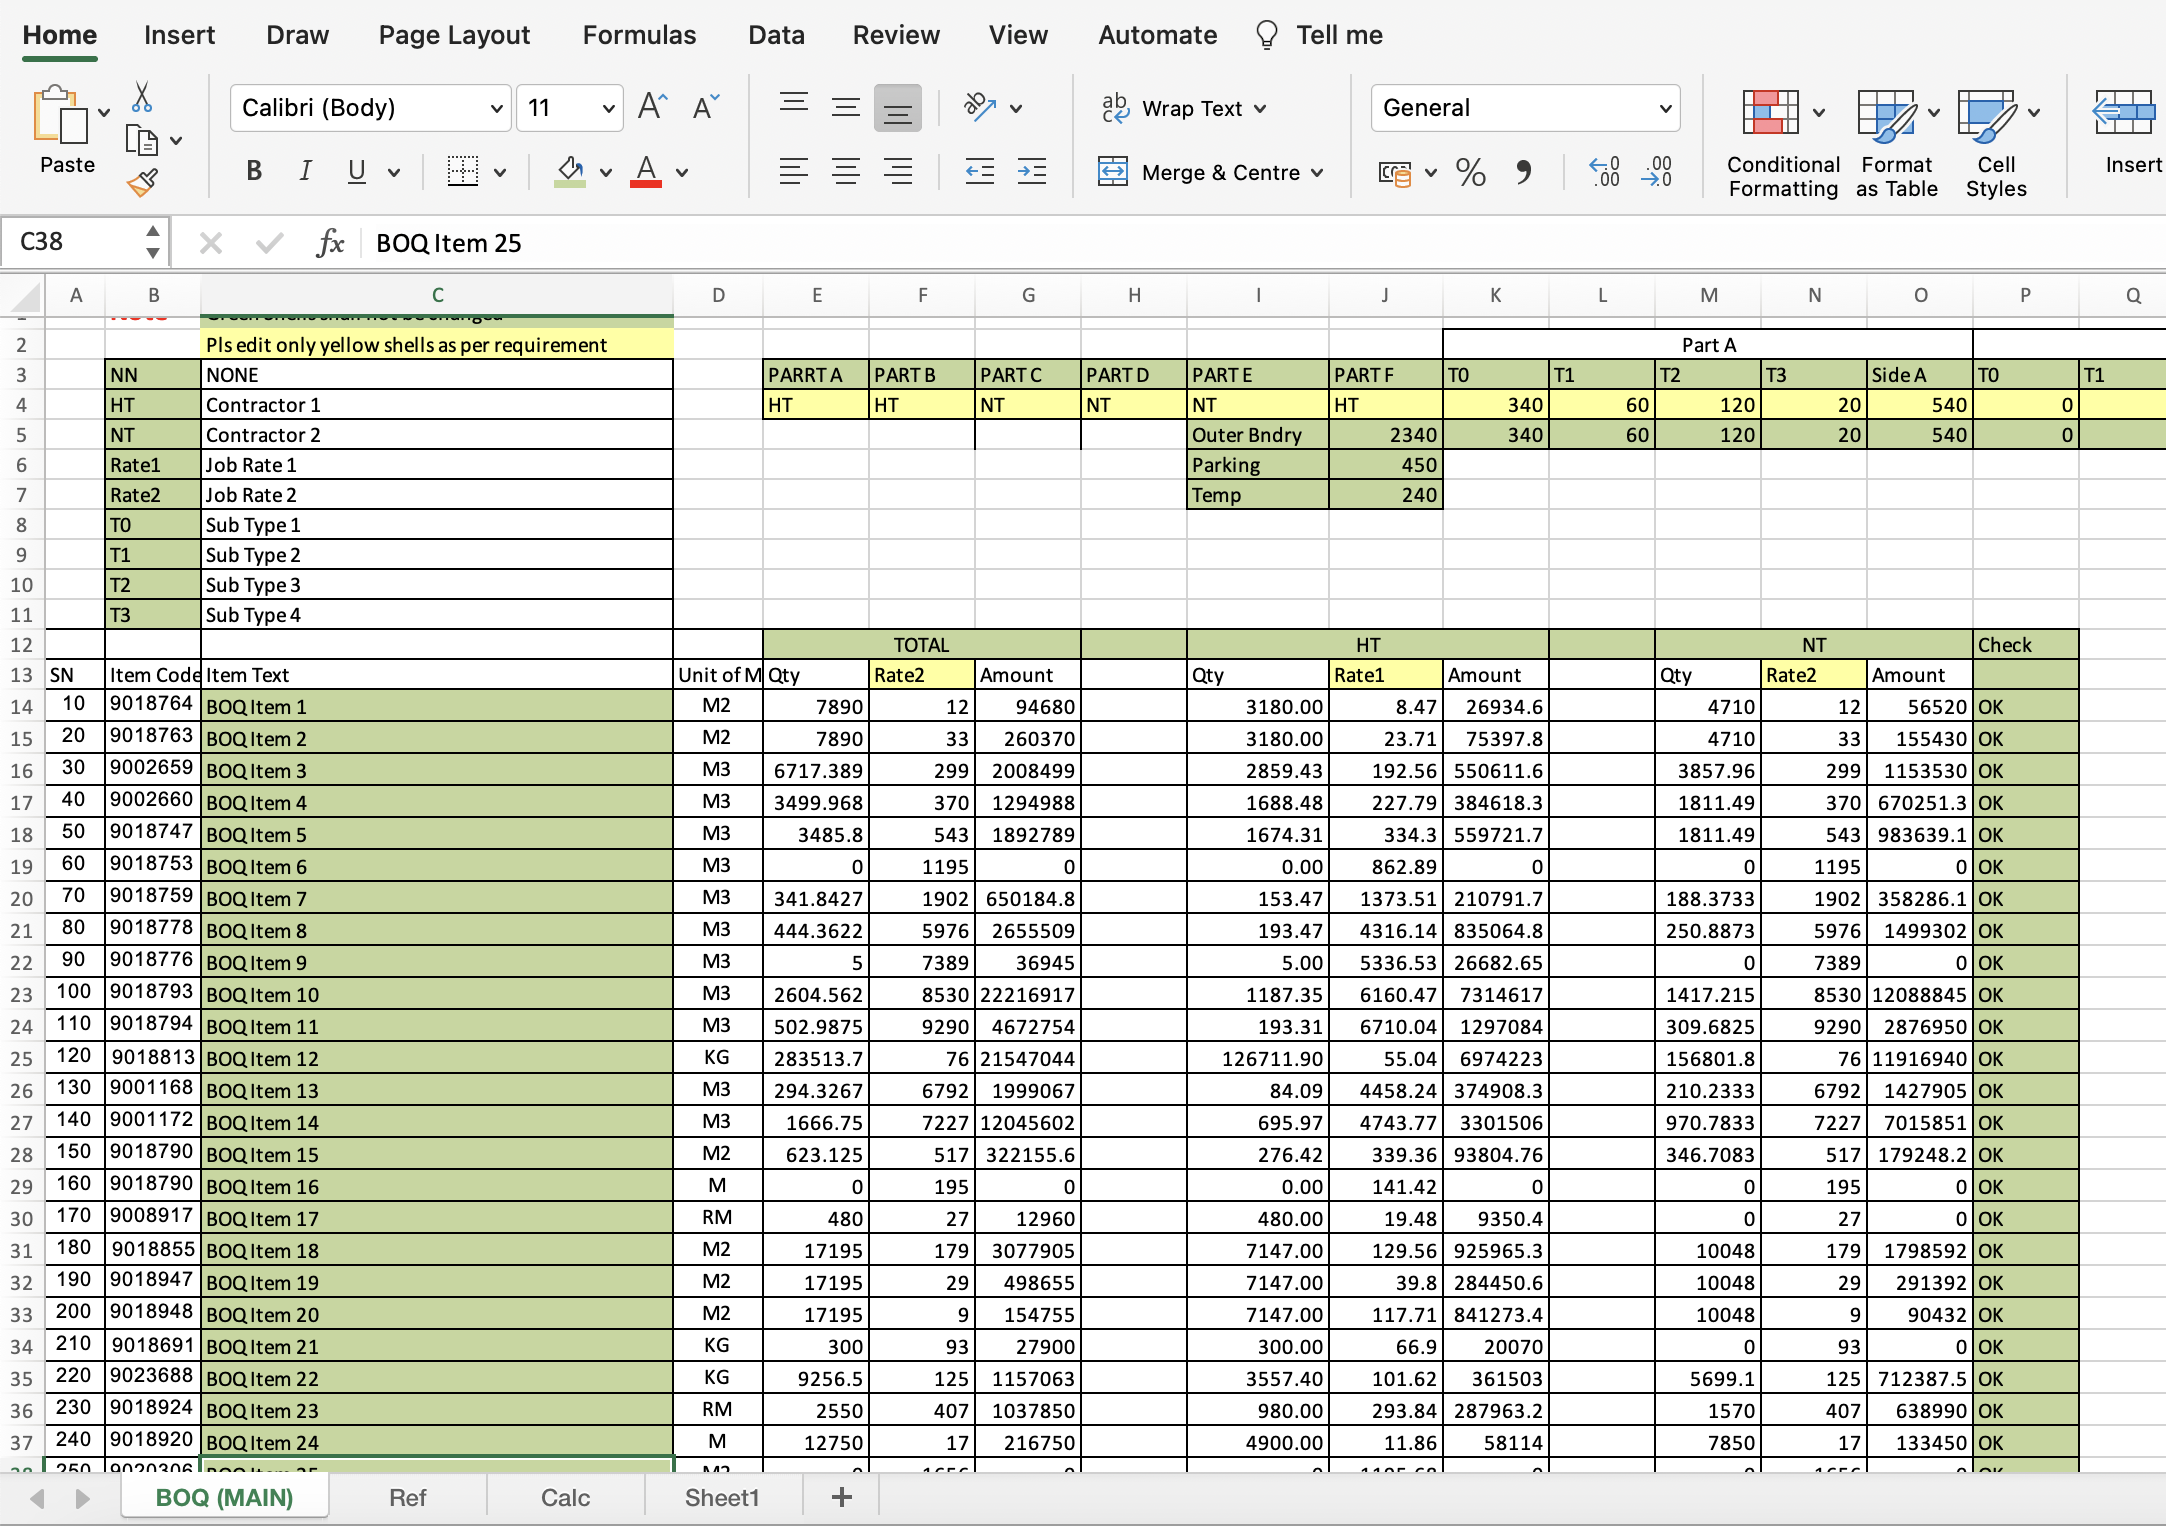 Home Insert Draw Page Layout Formulas Data Review View Automate Tell me
Calibri (Body) 11 A A ab Wrap Text General
Paste B I U A Merge & Centre % Conditional Formatting Format as Table Cell Styles Insert
C38 fx BOQ Item 25
A B C D E F G H I J K L M N O P Q
2 Pls edit only yellow shells as per requirement Part A
3 NN NONE PARRT A PART B PART C PART D PART E PART F T0 T1 T2 T3 Side A T0 T1
4 HT Contractor 1 HT HT NT NT NT HT 340 60 120 20 540 0
5 NT Contractor 2 Outer Bndry 2340 340 60 120 20 540 0
6 Rate1 Job Rate 1 Parking 450
7 Rate2 Job Rate 2 Temp 240
8 T0 Sub Type 1
9 T1 Sub Type 2
10 T2 Sub Type 3
11 T3 Sub Type 4
12 TOTAL HT NT Check
13 SN Item Code Item Text Unit of M Qty Rate2 Amount Qty Rate1 Amount Qty Rate2 Amount
14 10 9018764 BOQ Item 1 M2 7890 12 94680 3180.00 8.47 26934.6 4710 12 56520 OK
15 20 9018763 BOQ Item 2 M2 7890 33 260370 3180.00 23.71 75397.8 4710 33 155430 OK
16 30 9002659 BOQ Item 3 M3 6717.389 299 2008499 2859.43 192.56 550611.6 3857.96 299 1153530 OK
17 40 9002660 BOQ Item 4 M3 3499.968 370 1294988 1688.48 227.79 384618.3 1811.49 370 670251.3 OK
18 50 9018747 BOQ Item 5 M3 3485.8 543 1892789 1674.31 334.3 559721.7 1811.49 543 983639.1 OK
19 60 9018753 BOQ Item 6 M3 0 1195 0 0.00 862.89 0 0 1195 0 OK
20 70 9018759 BOQ Item 7 M3 341.8427 1902 650184.8 153.47 1373.51 210791.7 188.3733 1902 358286.1 OK
21 80 9018778 BOQ Item 8 M3 444.3622 5976 2655509 193.47 4316.14 835064.8 250.8873 5976 1499302 OK
22 90 9018776 BOQ Item 9 M3 5 7389 36945 5.00 5336.53 26682.65 0 7389 0 OK
23 100 9018793 BOQ Item 10 M3 2604.562 8530 22216917 1187.35 6160.47 7314617 1417.215 8530 12088845 OK
24 110 9018794 BOQ Item 11 M3 502.9875 9290 4672754 193.31 6710.04 1297084 309.6825 9290 2876950 OK
25 120 9018813 BOQ Item 12 KG 283513.7 76 21547044 126711.90 55.04 6974223 156801.8 76 11916940 OK
26 130 9001168 BOQ Item 13 M3 294.3267 6792 1999067 84.09 4458.24 374908.3 210.2333 6792 1427905 OK
27 140 9001172 BOQ Item 14 M3 1666.75 7227 12045602 695.97 4743.77 3301506 970.7833 7227 7015851 OK
28 150 9018790 BOQ Item 15 M2 623.125 517 322155.6 276.42 339.36 93804.76 346.7083 517 179248.2 OK
29 160 9018790 BOQ Item 16 M 0 195 0 0.00 141.42 0 0 195 0 OK
30 170 9008917 BOQ Item 17 RM 480 27 12960 480.00 19.48 9350.4 0 27 0 OK
31 180 9018855 BOQ Item 18 M2 17195 179 3077905 7147.00 129.56 925965.3 10048 179 1798592 OK
32 190 9018947 BOQ Item 19 M2 17195 29 498655 7147.00 39.8 284450.6 10048 29 291392 OK
33 200 9018948 BOQ Item 20 M2 17195 9 154755 7147.00 117.71 841273.4 10048 9 90432 OK
34 210 9018691 BOQ Item 21 KG 300 93 27900 300.00 66.9 20070 0 93 0 OK
35 220 9023688 BOQ Item 22 KG 9256.5 125 1157063 3557.40 101.62 361503 5699.1 125 712387.5 OK
36 230 9018924 BOQ Item 23 RM 2550 407 1037850 980.00 293.84 287963.2 1570 407 638990 OK
37 240 9018920 BOQ Item 24 M 12750 17 216750 4900.00 11.86 58114 7850 17 133450 OK
BOQ (MAIN) Ref Calc Sheet1 +